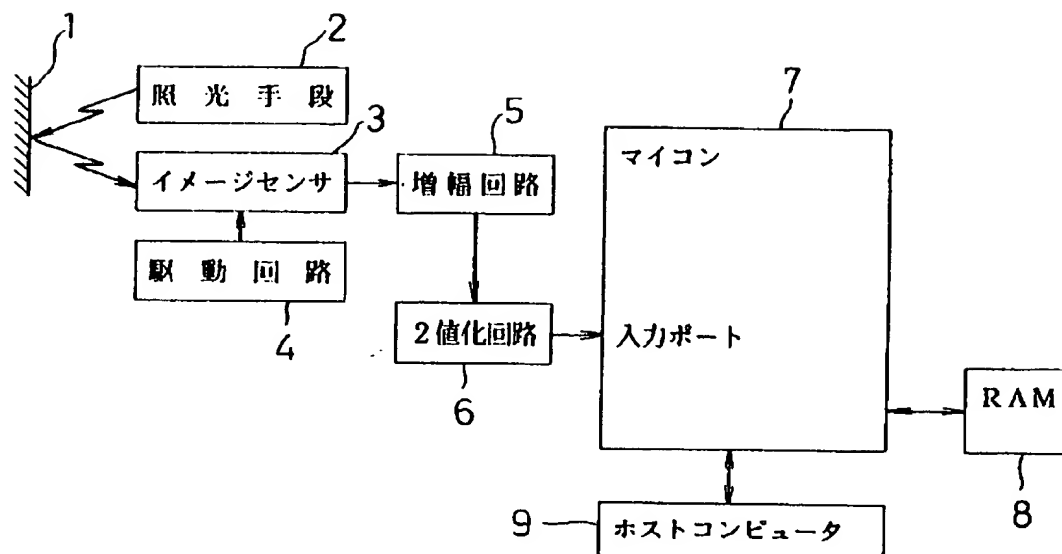 1
2
照光手段
3
イメージセンサ
駆動回路
4
5
増幅回路
2値化回路
6
7
マイコン
入力ポート
RAM
8
9
ホストコンピュータ